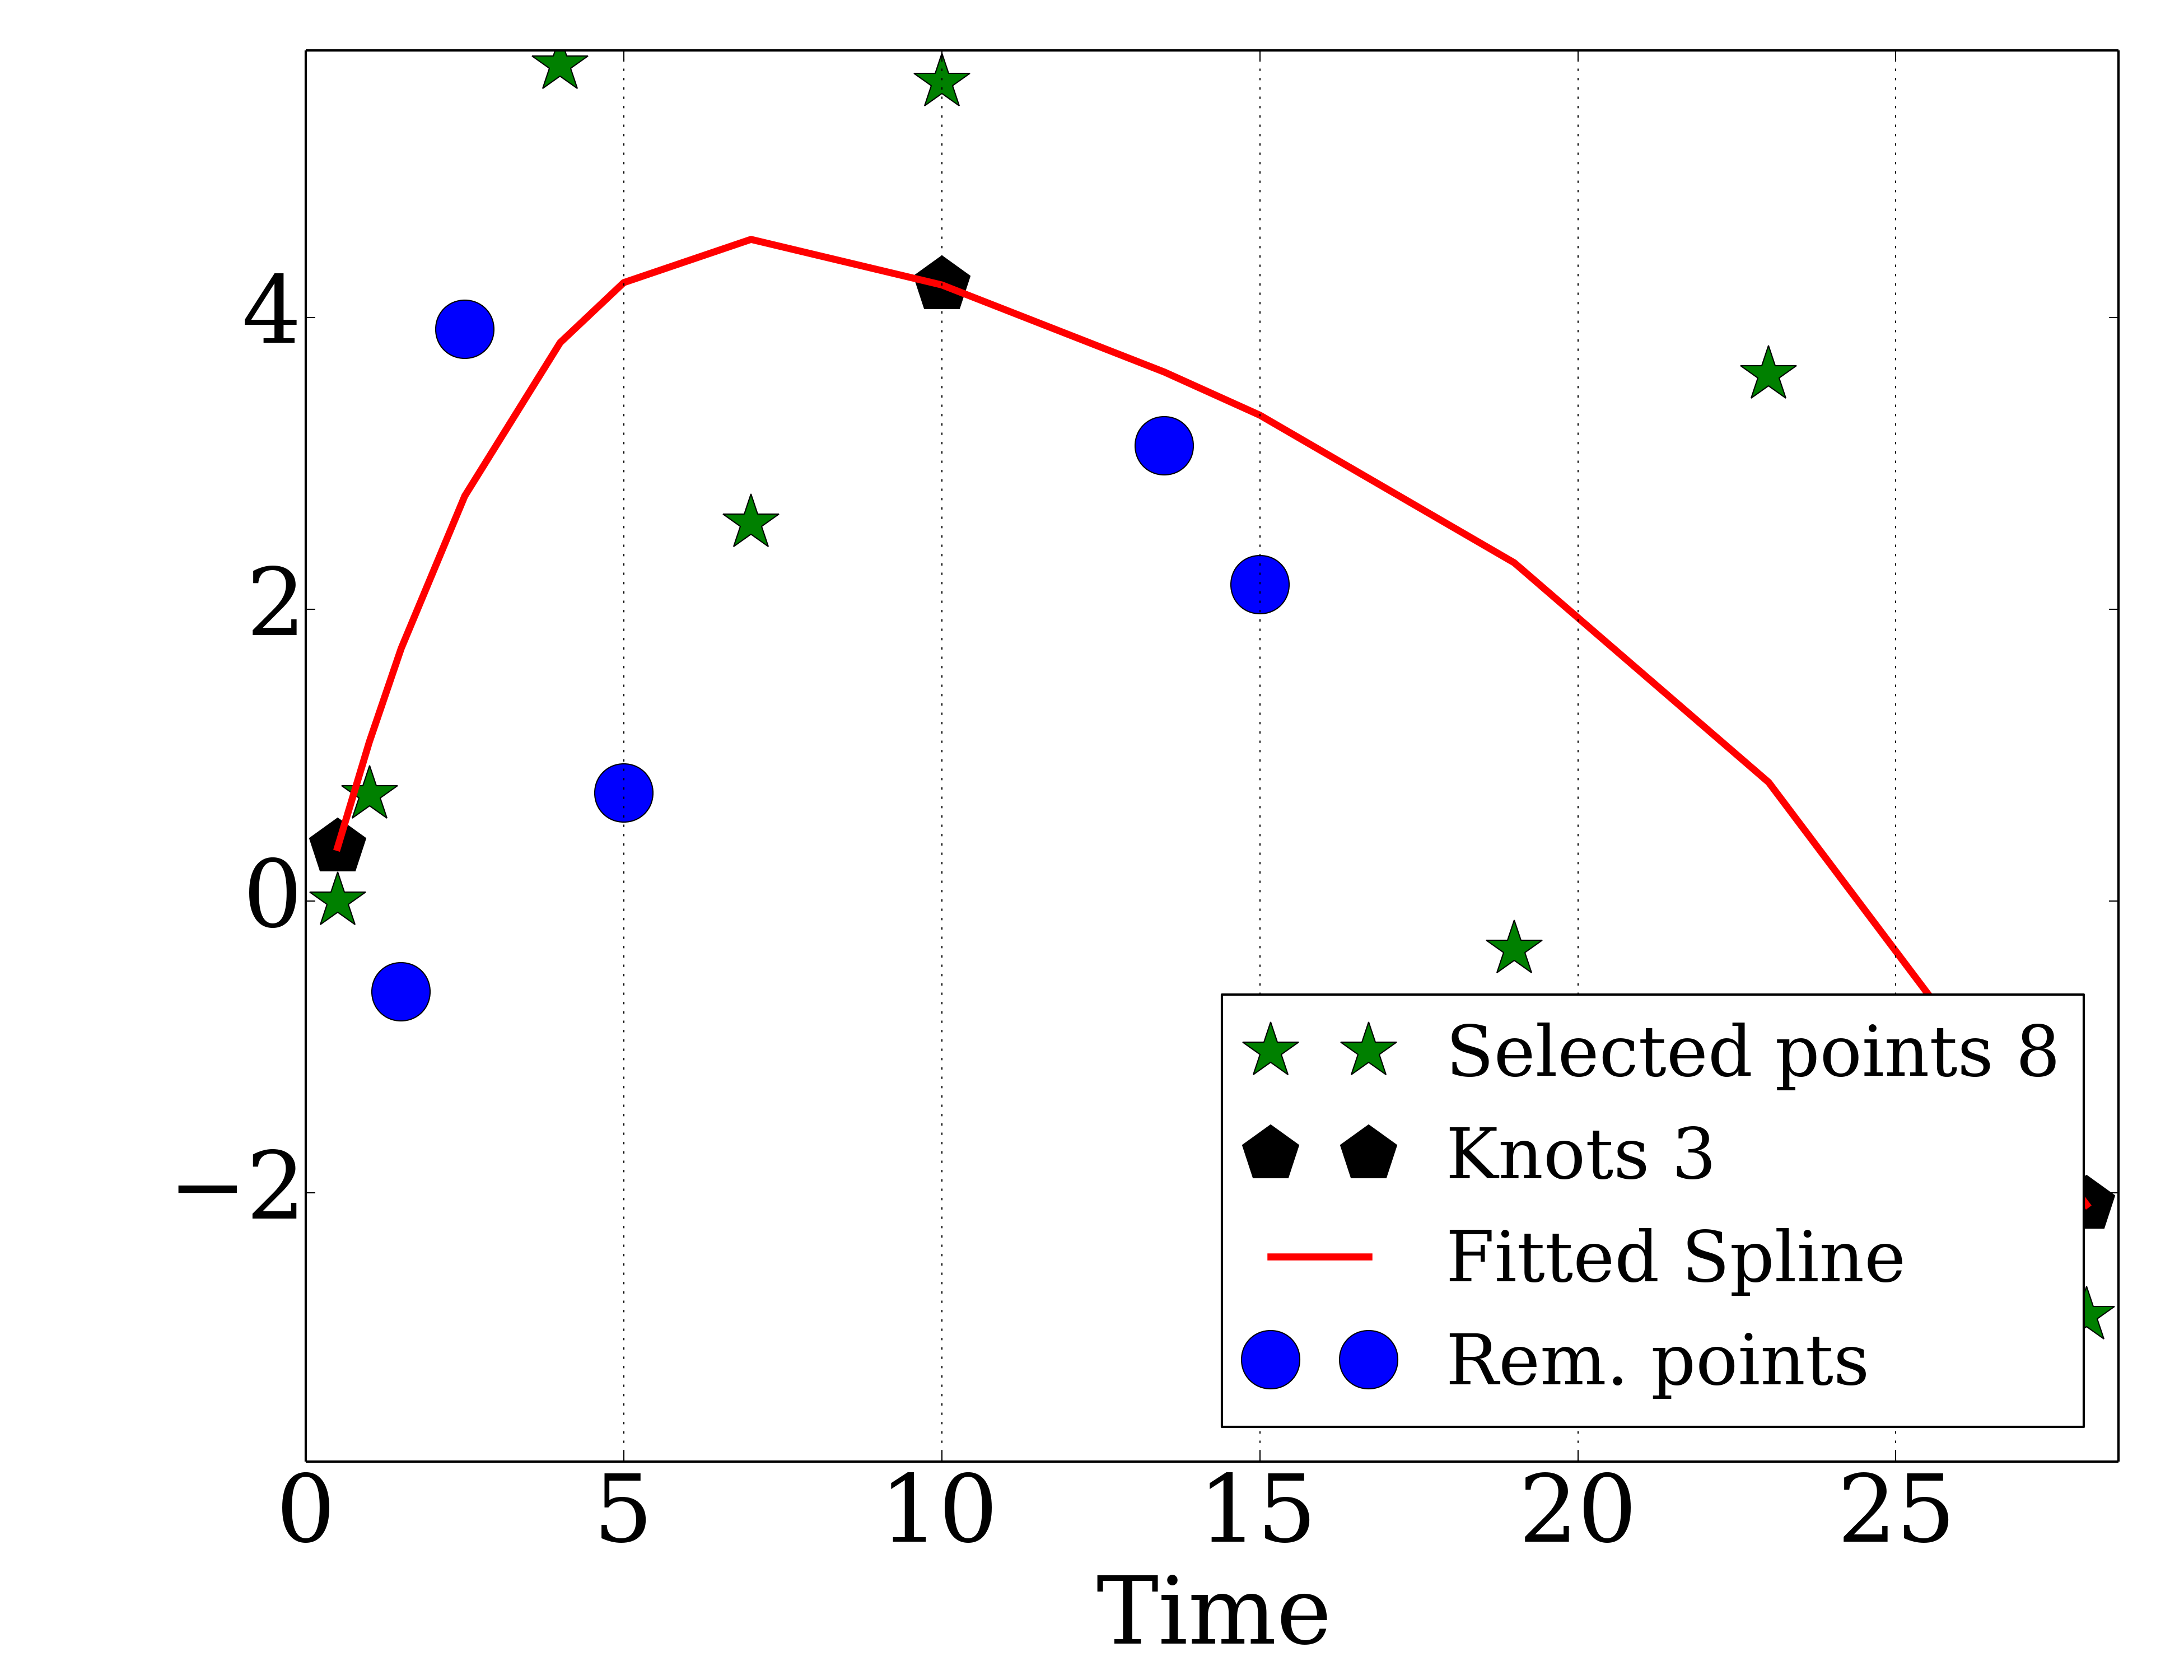 4
2
0
−2
0 5 10 15 20 25
Time
Selected points 8
Knots 3
Fitted Spline
Rem. points